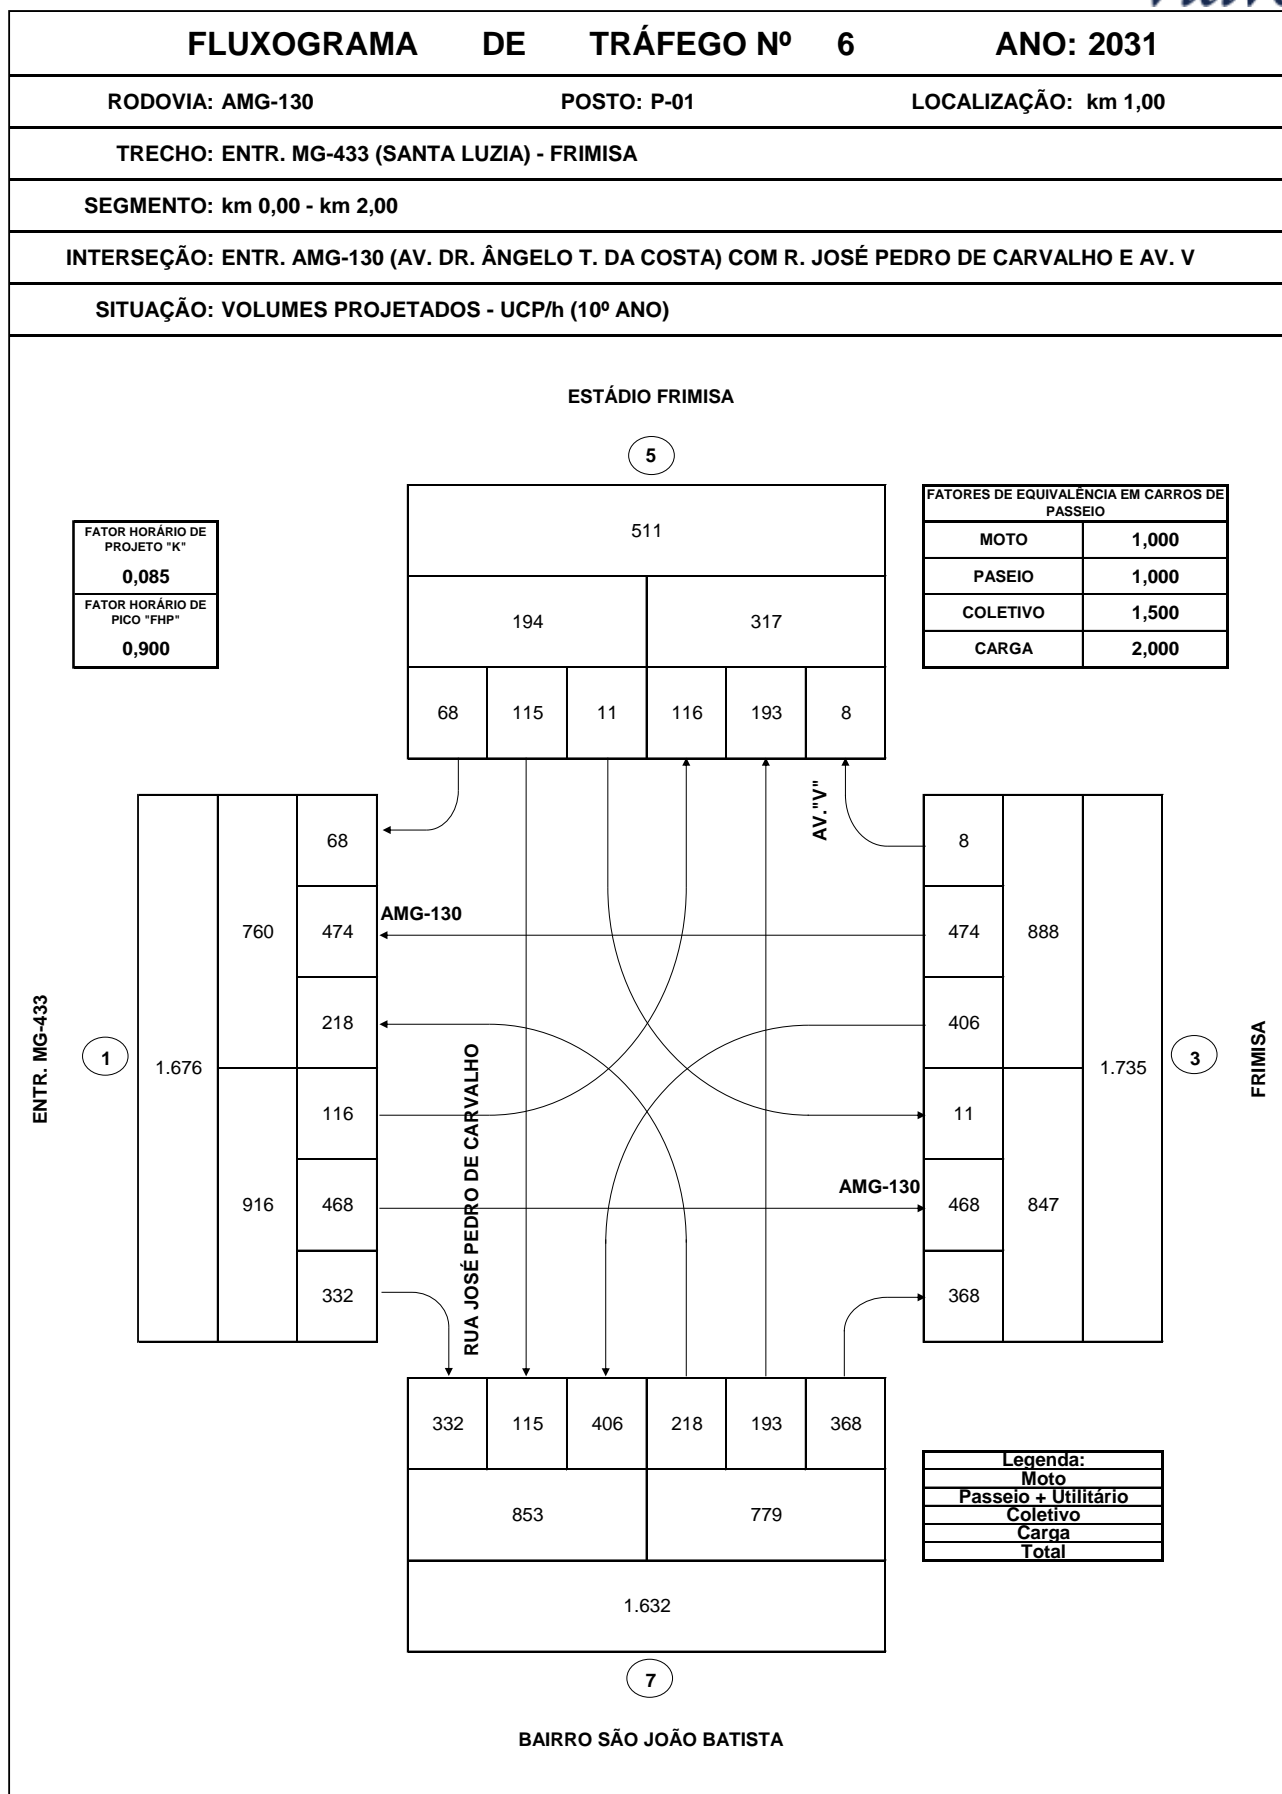 FLUXOGRAMA DE TRÁFEGO Nº 6 ANO: 2031
RODOVIA: AMG-130 POSTO: P-01 LOCALIZAÇÃO: km 1,00
TRECHO: ENTR. MG-433 (SANTA LUZIA) - FRIMISA
SEGMENTO: km 0,00 - km 2,00
INTERSEÇÃO: ENTR. AMG-130 (AV. DR. ÂNGELO T. DA COSTA) COM R. JOSÉ PEDRO DE CARVALHO E AV. V
SITUAÇÃO: VOLUMES PROJETADOS - UCP/h (10º ANO)
ESTÁDIO FRIMISA
5
FATOR HORÁRIO DE
PROJETO "K"
0,085
FATOR HORÁRIO DE
PICO "FHP"
0,900
511
194 317
68 115 11 116 193 8
FATORES DE EQUIVALÊNCIA EM CARROS DE
PASSEIO
MOTO 1,000
PASEIO 1,000
COLETIVO 1,500
CARGA 2,000
AV."V"
ENTR. MG-433
1
1.676
760
916
68
474
218
116
468
332
AMG-130
RUA JOSÉ PEDRO DE CARVALHO
AMG-130
8
474
406
11
468
368
888
847
1.735
3
FRIMISA
332 115 406 218 193 368
853 779
1.632
7
BAIRRO SÃO JOÃO BATISTA
Legenda:
Moto
Passeio + Utilitário
Coletivo
Carga
Total